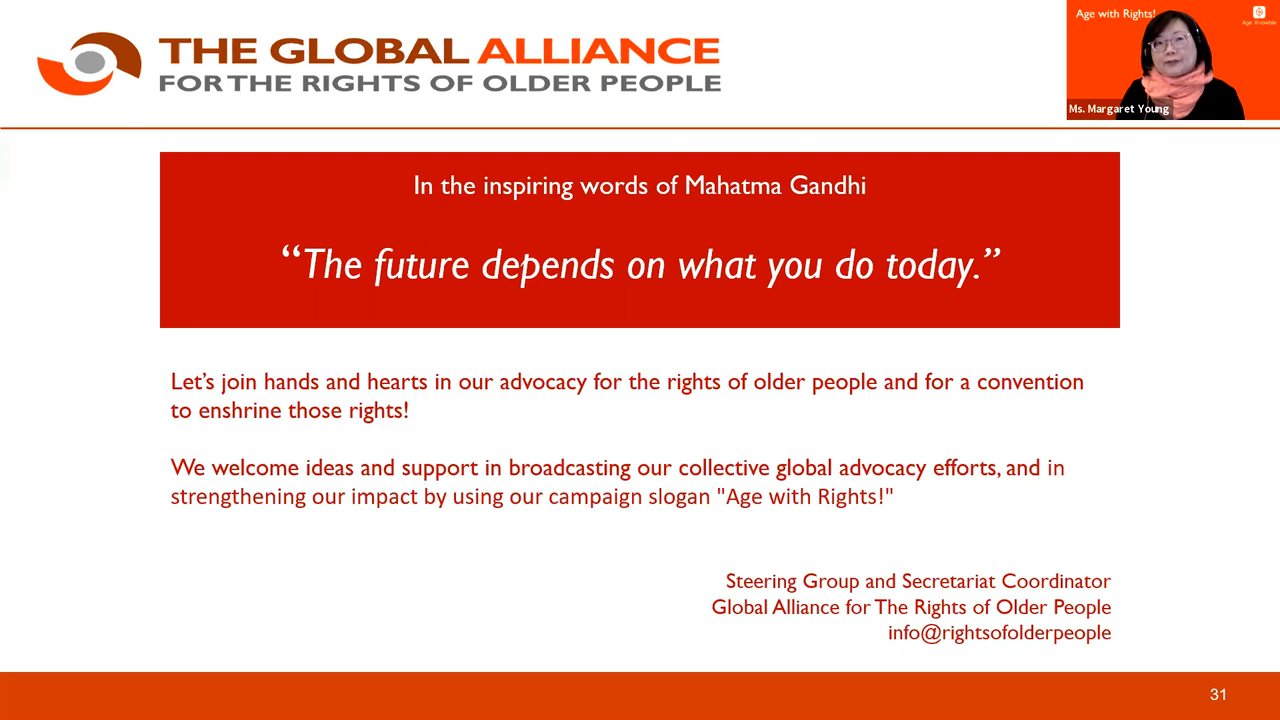 THE GLOBAL ALLIANCE
FOR THE RIGHTS OF OLDER PEOPLE
Age with Rights!
Age Knowble
Ms. Margaret Young
In the inspiring words of Mahatma Gandhi
“The future depends on what you do today.”
Let’s join hands and hearts in our advocacy for the rights of older people and for a convention
to enshrine those rights!
We welcome ideas and support in broadcasting our collective global advocacy efforts, and in
strengthening our impact by using our campaign slogan "Age with Rights!"
Steering Group and Secretariat Coordinator
Global Alliance for The Rights of Older People
info@rightsofolderpeople
31